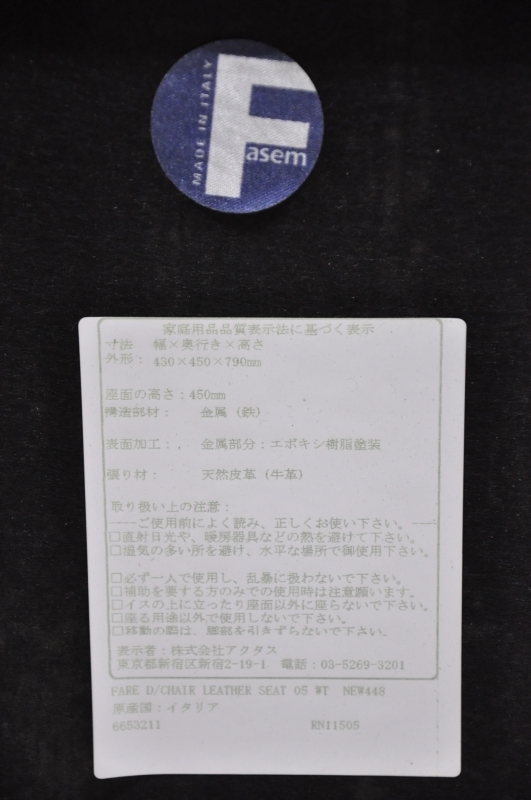 MADE IN ITALY
Fasem
家庭用品品質表示法に基づく表示
寸法 幅×奥行き×高さ
外形: 430×450×790mm
座面の高さ:450mm
構造部材: 金属(鉄)
表面加工:. 金属部分:エポキシ樹脂塗装
張り材: 天然皮革(牛革)
取り扱い上の注意:
――ご使用前によく読み、正しくお使い下さい。――
□直射日光や、暖房器具などの熱を避けて下さい。
□湿気の多い所を避け、水平な場所で御使用下さい。
□必ず一人で使用し、乱暴に扱わないで下さい。
□補助を要する方のみでの使用時は注意願います。
□イスの上に立ったり座面以外に座らないで下さい。
□座る用途以外で使用しないで下さい。
□移動の際は、脚部を引きずらないで下さい。
表示者:株式会社アクタス
東京都新宿区新宿2-19-1 電話:03-5269-3201
FARE D/CHAIR LEATHER SEAT 05 WT NEW448
原産国:イタリア
6653211 RN11505